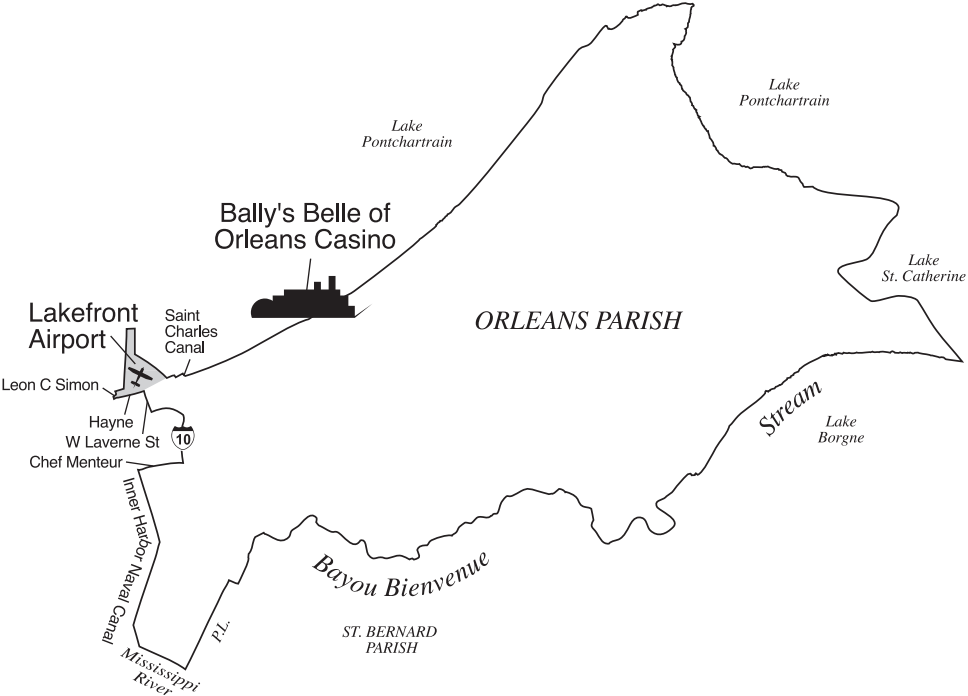 Lake
Pontchartrain
Lake
Pontchartrain
Bally's Belle of
Orleans Casino
Lake
St. Catherine
Lakefront
Airport
Saint
Charles
Canal
ORLEANS PARISH
Leon C Simon
Hayne
W Laverne St
10
Chef Menteur
Stream
Lake
Borgne
Inner Harbor Naval Canal
Bayou Bienvenue
P.L.
ST. BERNARD
PARISH
Mississippi
River